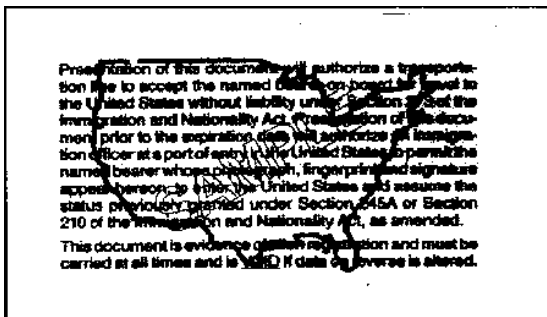 Presentation of this document will authorize a transporta-
tion line to accept the named bearer on board for travel to
the United States without liability under Section 273 of the
Immigration and Nationality Act. Presentation of this docu-
ment prior to the expiration date will authorize an immigra-
tion officer at a port of entry in the United States to permit the
named bearer whose photograph, fingerprint and signature
appear hereon, to enter the United States and assume the
status previously granted under Section 245A or Section
210 of the Immigration and Nationality Act, as amended.
This document is evidence of alien registration and must be
carried at all times and is VOID if data on reverse is altered.